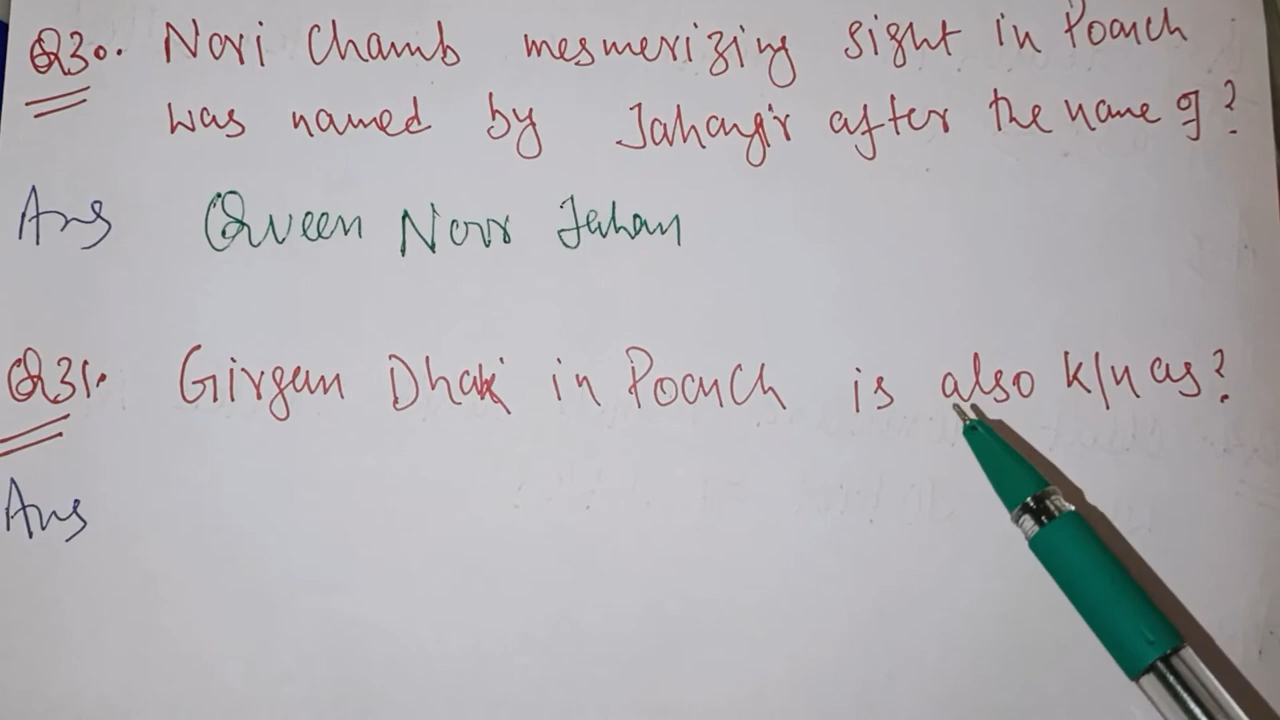 Q30. Nori Chamb mesmerizing sight in Poonch
was named by Jahangir after the name of?
Ans Queen Noor Jahan
Q31. Girgan Dhok in Poonch is also k/n as?
Ans